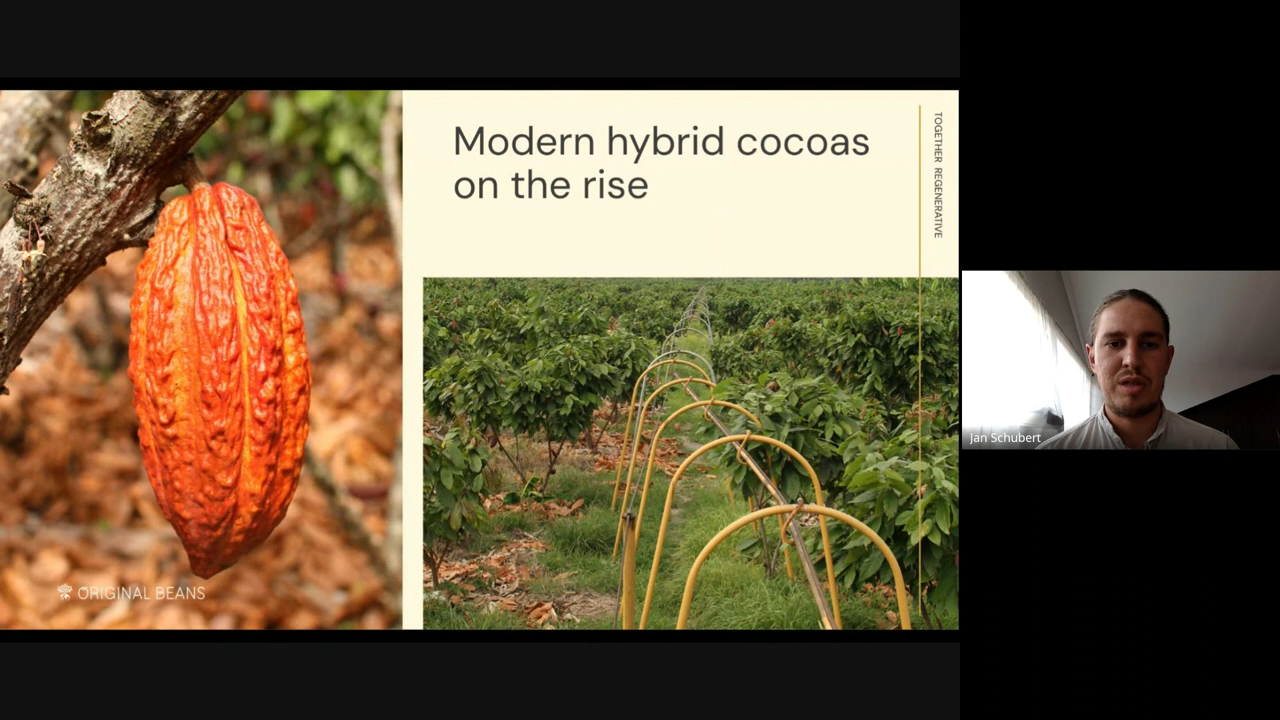 Modern hybrid cocoas
on the rise
TOGETHER REGENERATIVE
ORIGINAL BEANS
Jan Schubert